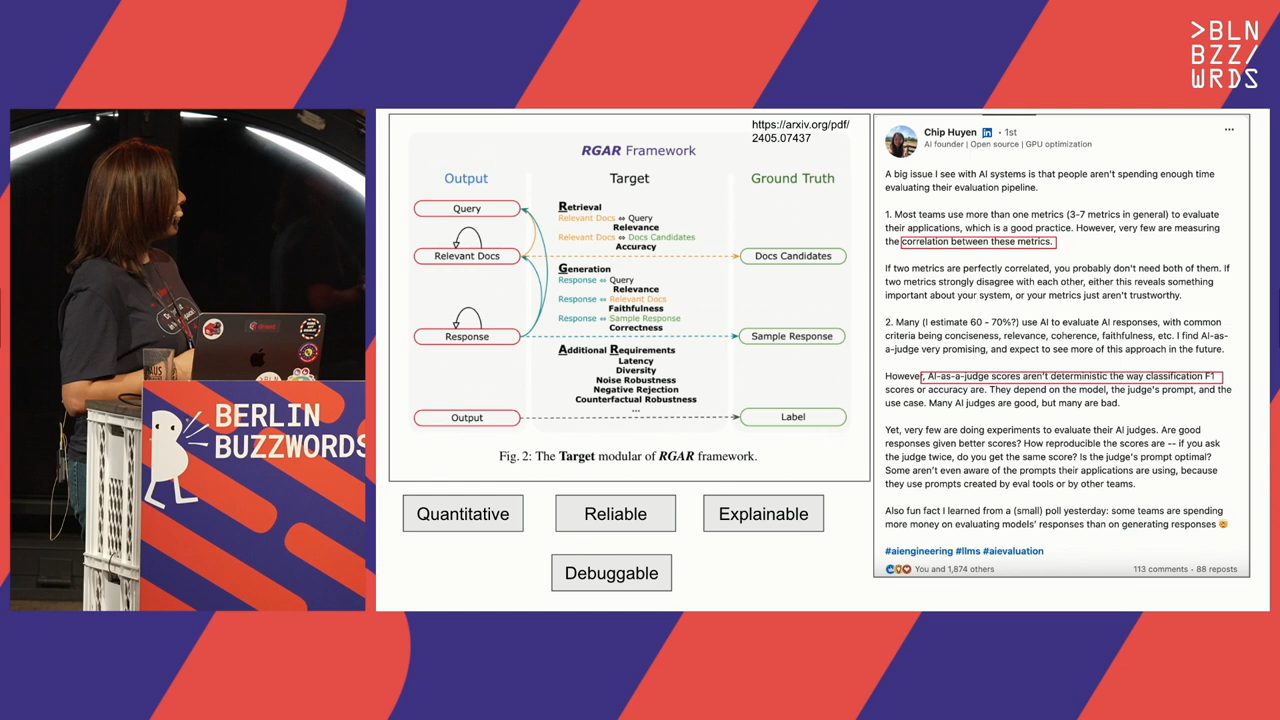 >BLN
BZZ/
WRDS
BERLIN
BUZZWORDS
https://arxiv.org/pdf/
2405.07437
RGAR Framework
Output
Target
Ground Truth
Query
Relevant Docs
Response
Output
Retrieval
Relevant Docs ⇔ Query
Relevance
Relevant Docs ⇔ Docs Candidates
Accuracy
Generation
Response ⇔ Query
Relevance
Response ⇔ Relevant Docs
Faithfulness
Response ⇔ Sample Response
Correctness
Additional Requirements
Latency
Diversity
Noise Robustness
Negative Rejection
Counterfactual Robustness
...
Docs Candidates
Sample Response
Label
Fig. 2: The Target modular of RGAR framework.
Quantitative
Reliable
Explainable
Debuggable
Chip Huyen in • 1st
AI founder | Open source | GPU optimization
A big issue I see with AI systems is that people aren't spending enough time
evaluating their evaluation pipeline.
1. Most teams use more than one metrics (3-7 metrics in general) to evaluate
their applications, which is a good practice. However, very few are measuring
the correlation between these metrics.
If two metrics are perfectly correlated, you probably don't need both of them. If
two metrics strongly disagree with each other, either this reveals something
important about your system, or your metrics just aren't trustworthy.
2. Many (I estimate 60 - 70%?) use AI to evaluate AI responses, with common
criteria being conciseness, relevance, coherence, faithfulness, etc. I find AI-as-
a-judge very promising, and expect to see more of this approach in the future.
However, AI-as-a-judge scores aren't deterministic the way classification F1
scores or accuracy are. They depend on the model, the judge's prompt, and the
use case. Many AI judges are good, but many are bad.
Yet, very few are doing experiments to evaluate their AI judges. Are good
responses given better scores? How reproducible the scores are -- if you ask
the judge twice, do you get the same score? Is the judge's prompt optimal?
Some aren't even aware of the prompts their applications are using, because
they use prompts created by eval tools or by other teams.
Also fun fact I learned from a (small) poll yesterday: some teams are spending
more money on evaluating models' responses than on generating responses 🤯
#aiengineering #llms #aievaluation
You and 1,874 others
113 comments • 88 reposts